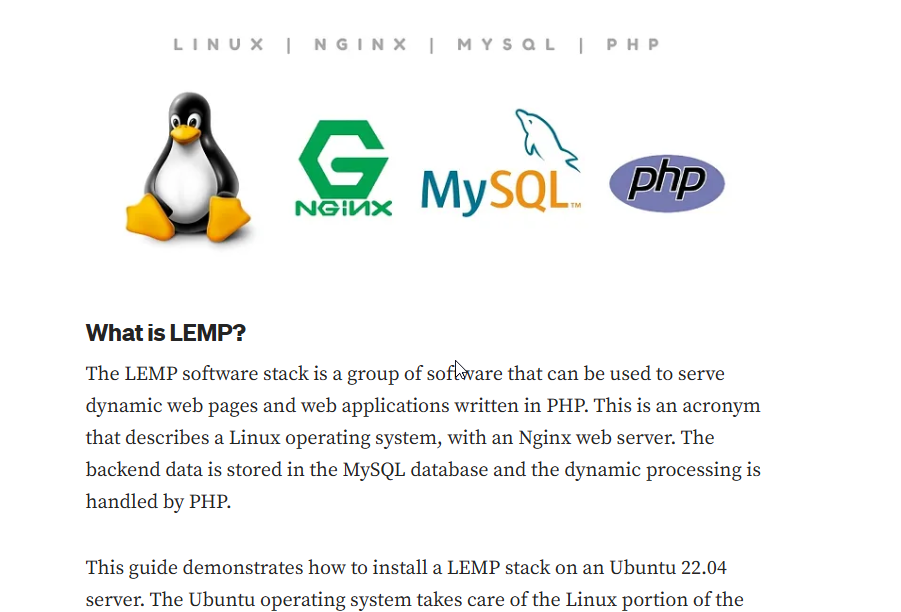 LINUX | NGINX | MYSQL | PHP
NGiNX
MySQL™
php
What is LEMP?
The LEMP software stack is a group of software that can be used to serve
dynamic web pages and web applications written in PHP. This is an acronym
that describes a Linux operating system, with an Nginx web server. The
backend data is stored in the MySQL database and the dynamic processing is
handled by PHP.
This guide demonstrates how to install a LEMP stack on an Ubuntu 22.04
server. The Ubuntu operating system takes care of the Linux portion of the